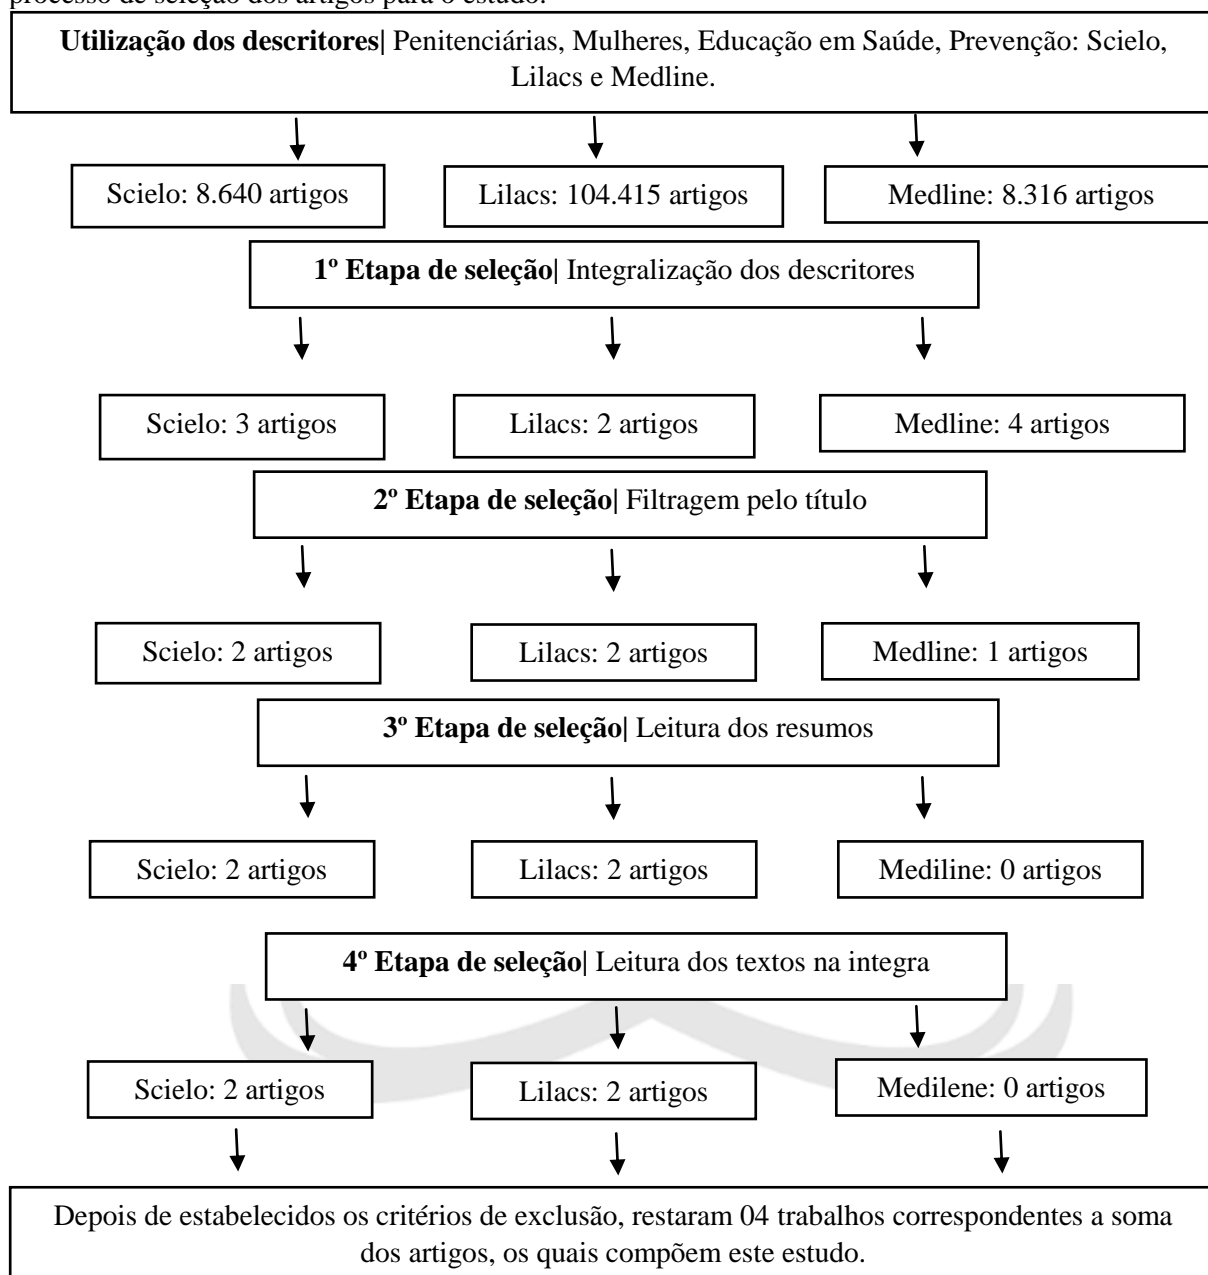 processo de seleção dos artigos para o estudo.
Utilização dos descritores| Penitenciárias, Mulheres, Educação em Saúde, Prevenção: Scielo,
Lilacs e Medline.
Scielo: 8.640 artigos
Lilacs: 104.415 artigos
Medline: 8.316 artigos
1º Etapa de seleção| Integralização dos descritores
Scielo: 3 artigos
Lilacs: 2 artigos
Medline: 4 artigos
2º Etapa de seleção| Filtragem pelo título
Scielo: 2 artigos
Lilacs: 2 artigos
Medline: 1 artigos
3º Etapa de seleção| Leitura dos resumos
Scielo: 2 artigos
Lilacs: 2 artigos
Mediline: 0 artigos
4º Etapa de seleção| Leitura dos textos na integra
Scielo: 2 artigos
Lilacs: 2 artigos
Medilene: 0 artigos
Depois de estabelecidos os critérios de exclusão, restaram 04 trabalhos correspondentes a soma
dos artigos, os quais compõem este estudo.